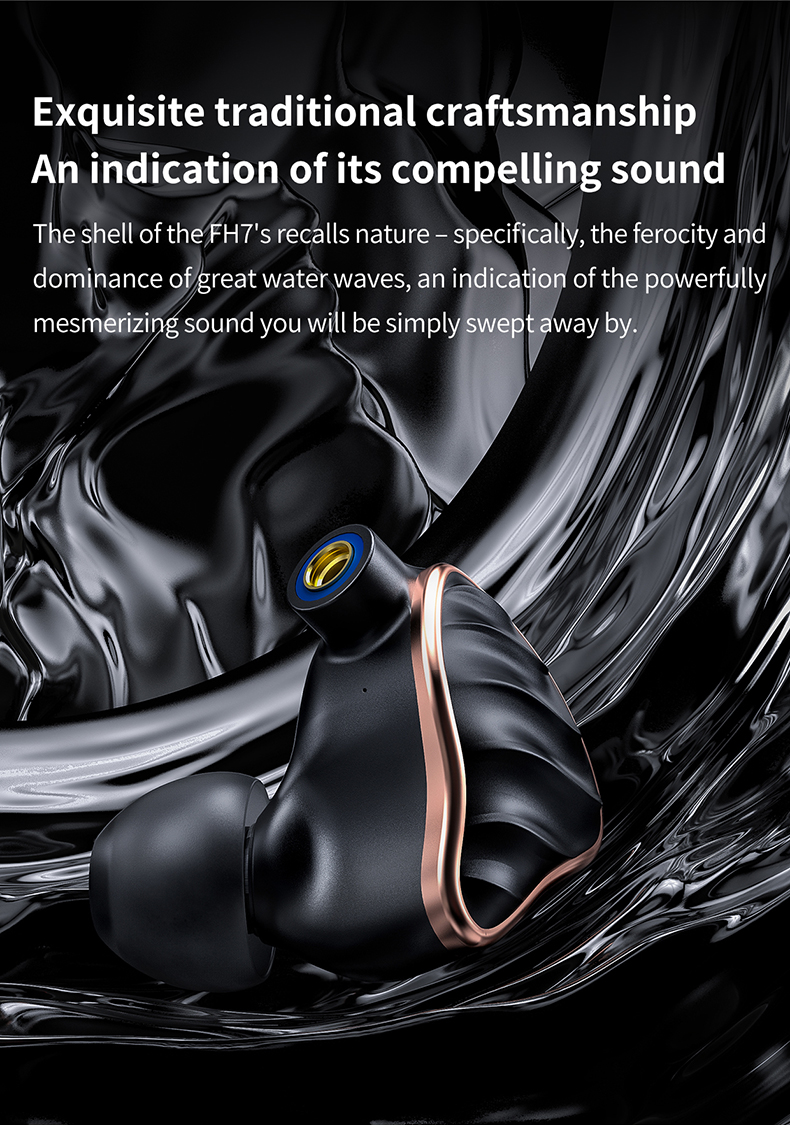 Exquisite traditional craftsmanship
An indication of its compelling sound
The shell of the FH7's recalls nature – specifically, the ferocity and
dominance of great water waves, an indication of the powerfully
mesmerizing sound you will be simply swept away by.